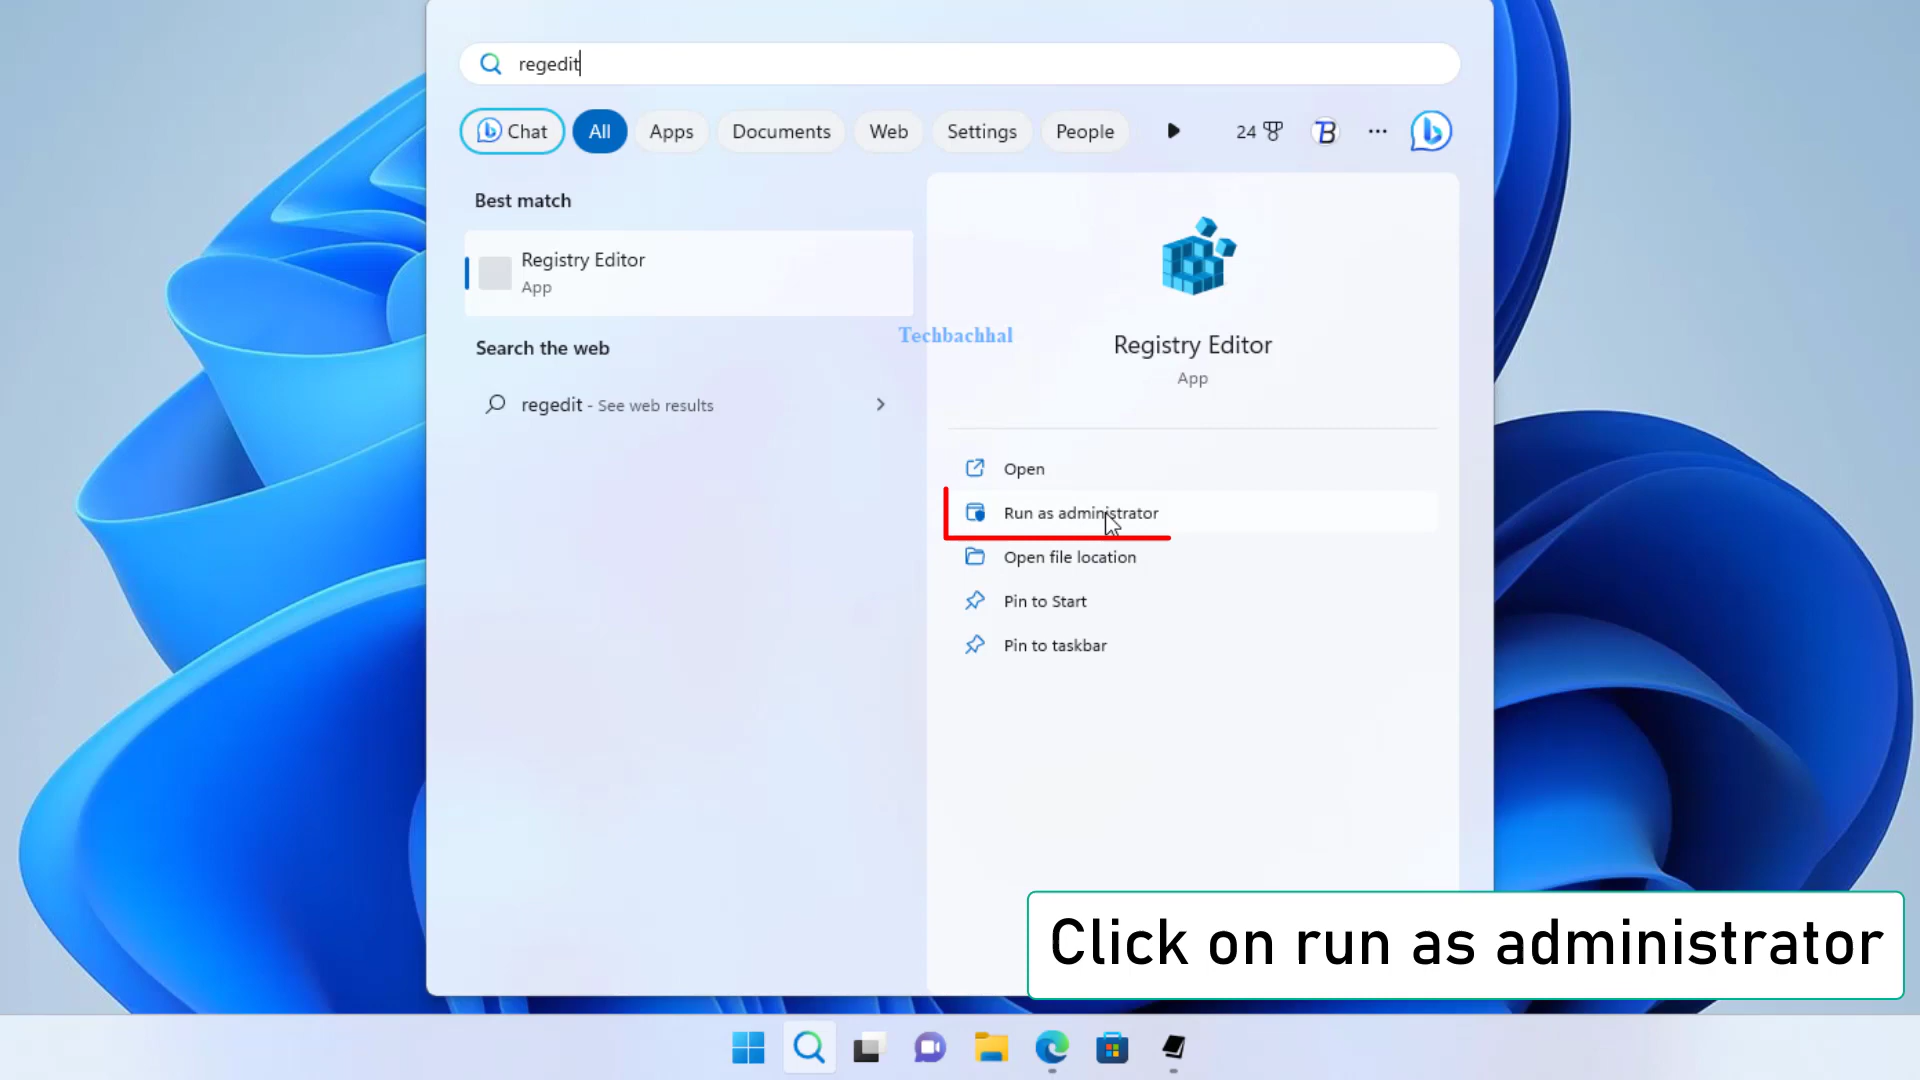 regedit
Chat
All
Apps
Documents
Web
Settings
People
24
B
...
Best match
Registry Editor
App
Search the web
regedit - See web results
Techbachhal
Registry Editor
App
Open
Run as administrator
Open file location
Pin to Start
Pin to taskbar
Click on run as administrator